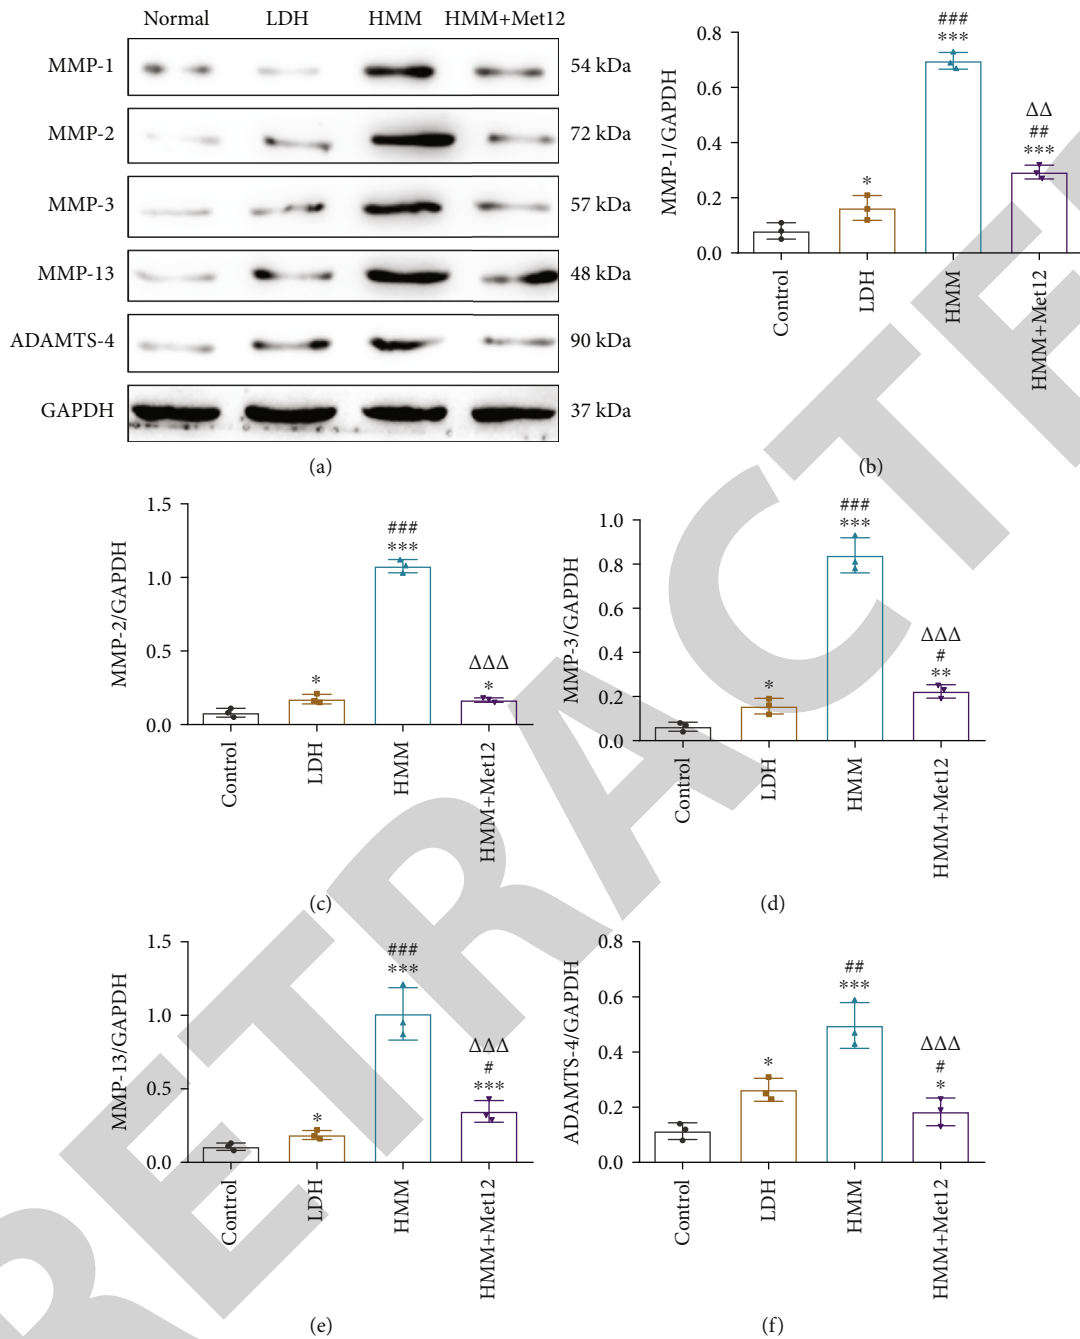 Normal LDH HMM HMM+Met12
MMP-1 54 kDa
MMP-2 72 kDa
MMP-3 57 kDa
MMP-13 48 kDa
ADAMTS-4 90 kDa
GAPDH 37 kDa
(a)
MMP-1/GAPDH
0.8
0.6
0.4
0.2
0.0
*
###
***
ΔΔ
##
***
Control
LDH
HMM
HMM+Met12
(b)
MMP-2/GAPDH
1.5
1.0
0.5
0.0
*
###
***
ΔΔΔ
*
Control
LDH
HMM
HMM+Met12
(c)
MMP-3/GAPDH
1.0
0.8
0.6
0.4
0.2
0.0
*
###
***
ΔΔΔ
#
**
Control
LDH
HMM
HMM+Met12
(d)
MMP-13/GAPDH
1.5
1.0
0.5
0.0
*
###
***
ΔΔΔ
#
***
Control
LDH
HMM
HMM+Met12
(e)
ADAMTS-4/GAPDH
0.8
0.6
0.4
0.2
0.0
*
##
***
ΔΔΔ
#
*
Control
LDH
HMM
HMM+Met12
(f)
RETRACTE